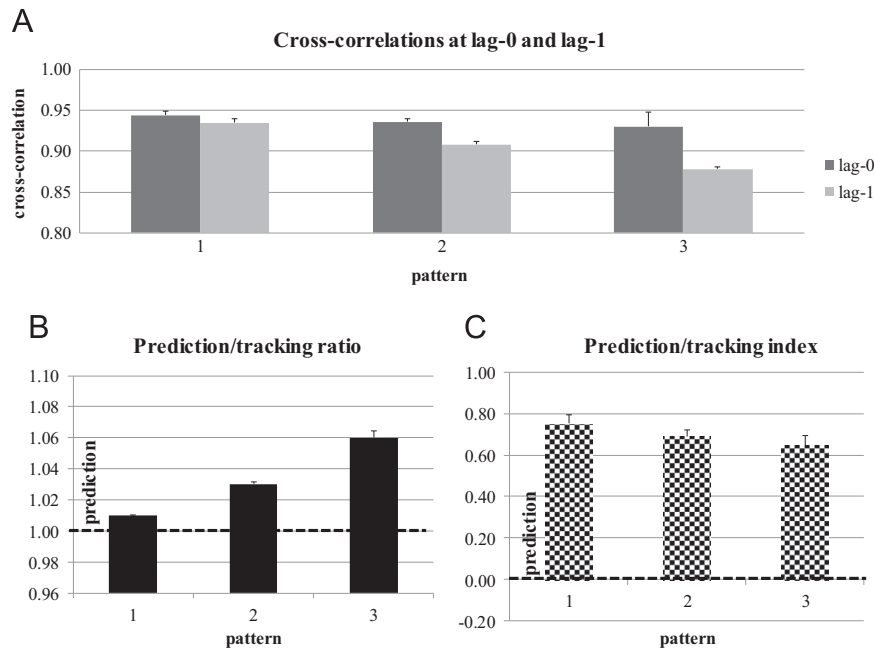 A
Cross-correlations at lag-0 and lag-1
1.00
0.95
0.90
0.85
0.80
cross-correlation
1 2 3
pattern
lag-0
lag-1
B
Prediction/tracking ratio
1.10
1.08
1.06
1.04
1.02
1.00
0.98
0.96
prediction
1 2 3
pattern
C
Prediction/tracking index
1.00
0.80
0.60
0.40
0.20
0.00
-0.20
prediction
1 2 3
pattern